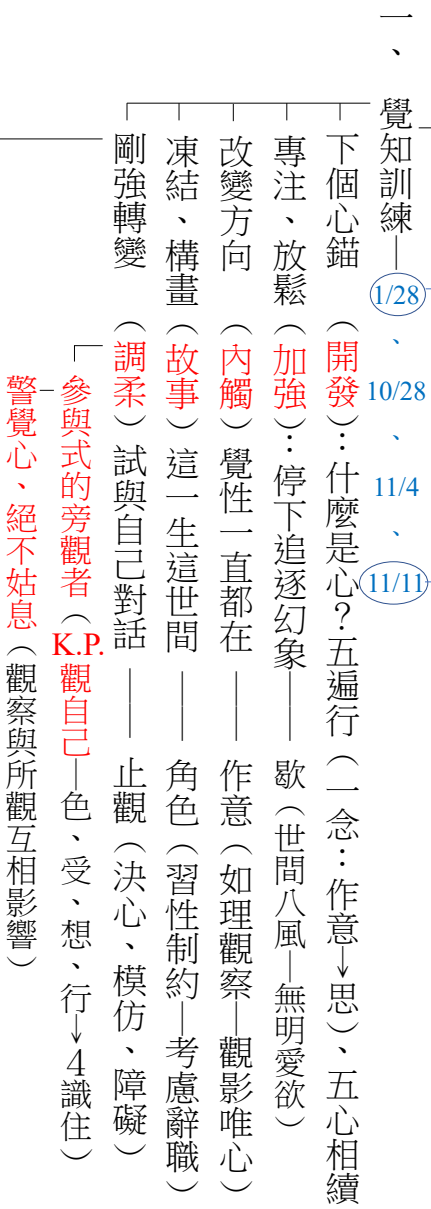 一、覺知訓練—1/28、10/28、11/4、11/11
下個心錨（開發）：什麼是心？五遍行（一念：作意→思）、五心相續
專注、放鬆（加強）：停下追逐幻象——歇（世間八風—無明愛欲）
改變方向（內觸）覺性一直都在——作意（如理觀察—觀影唯心）
凍結、構畫（故事）這一生這世間——角色（習性制約—考慮辭職）
剛強轉變（調柔）試與自己對話——止觀（決心、模仿、障礙）
參與式的旁觀者（K.P.觀自己—色、受、想、行→4識住）
警覺心、絕不姑息（觀察與所觀互相影響）